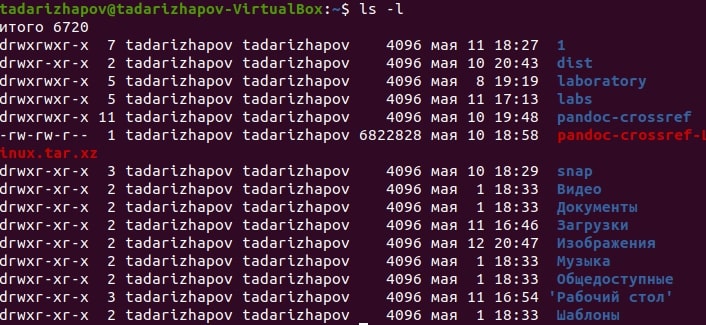 tadarizhapov@tadarizhapov-VirtualBox:~$ ls -l
итого 6720
drwxrwxr-x  7 tadarizhapov tadarizhapov    4096 мая 11 18:27  1
drwxr-xr-x  2 tadarizhapov tadarizhapov    4096 мая 10 20:43  dist
drwxrwxr-x  5 tadarizhapov tadarizhapov    4096 мая  8 19:19  laboratory
drwxrwxr-x  5 tadarizhapov tadarizhapov    4096 мая 11 17:13  labs
drwxrwxr-x 11 tadarizhapov tadarizhapov    4096 мая 10 19:48  pandoc-crossref
-rw-rw-r--  1 tadarizhapov tadarizhapov 6822828 мая 10 18:58  pandoc-crossref-L
inux.tar.xz
drwxr-xr-x  3 tadarizhapov tadarizhapov    4096 мая 10 18:29  snap
drwxr-xr-x  2 tadarizhapov tadarizhapov    4096 мая  1 18:33  Видео
drwxr-xr-x  2 tadarizhapov tadarizhapov    4096 мая  1 18:33  Документы
drwxr-xr-x  2 tadarizhapov tadarizhapov    4096 мая 11 16:46  Загрузки
drwxr-xr-x  2 tadarizhapov tadarizhapov    4096 мая 12 20:47  Изображения
drwxr-xr-x  2 tadarizhapov tadarizhapov    4096 мая  1 18:33  Музыка
drwxr-xr-x  2 tadarizhapov tadarizhapov    4096 мая  1 18:33  Общедоступные
drwxr-xr-x  3 tadarizhapov tadarizhapov    4096 мая 11 16:54 'Рабочий стол'
drwxr-xr-x  2 tadarizhapov tadarizhapov    4096 мая  1 18:33  Шаблоны